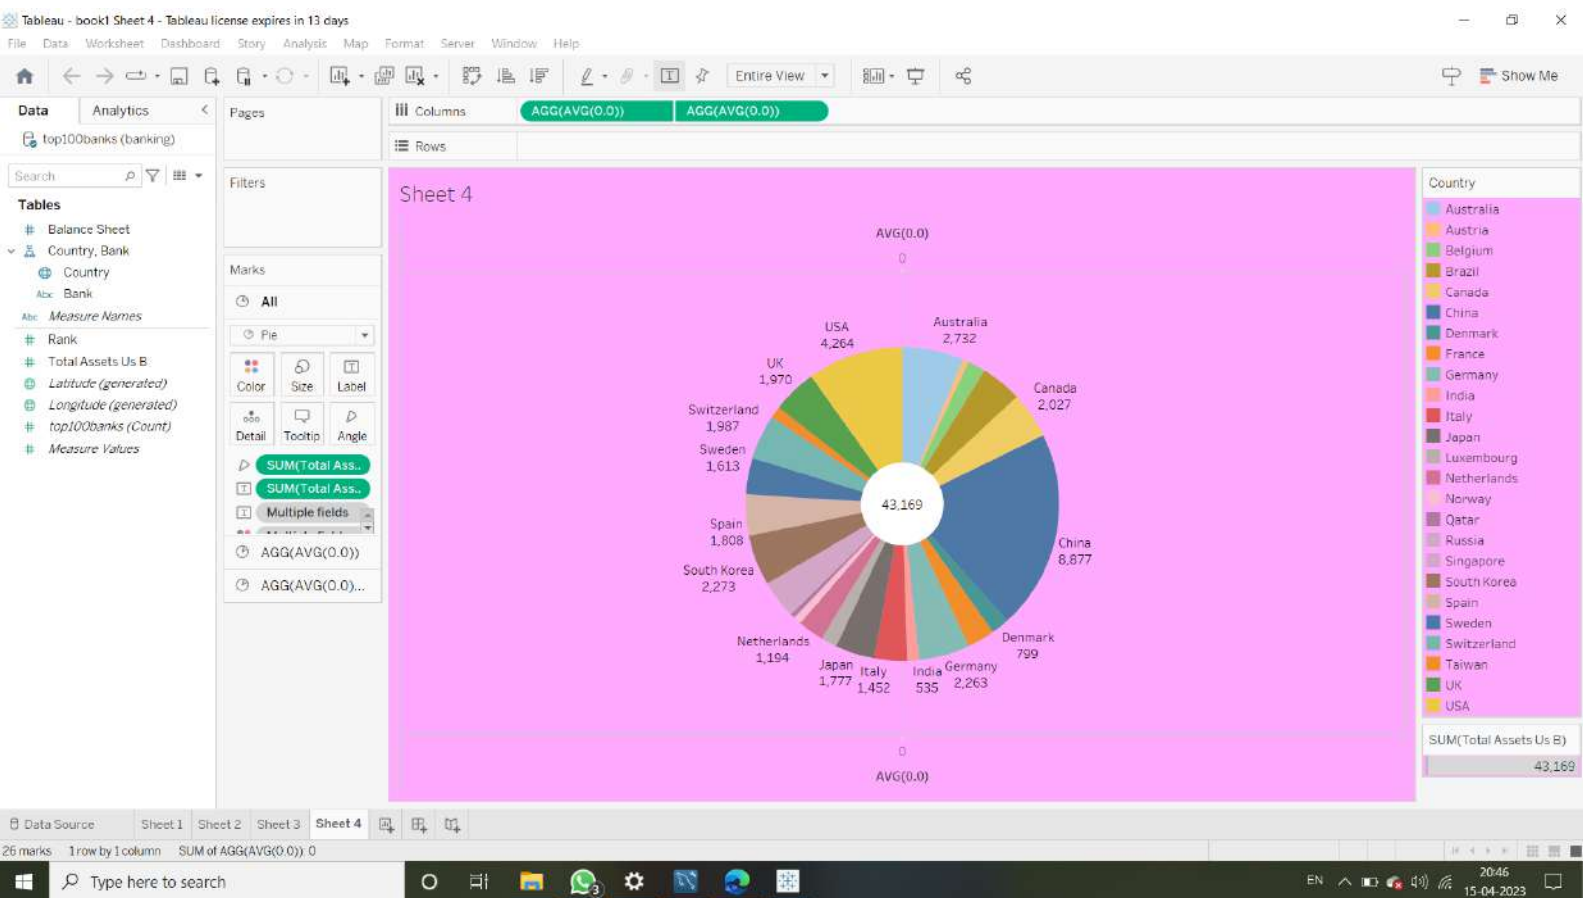 Tableau - book1 Sheet 4 - Tableau license expires in 13 days
File Data Worksheet Dashboard Story Analysis Map Format Server Window Help
Entire View
Show Me
Data Analytics
Pages
Columns
AGG(AVG(0.0)) AGG(AVG(0.0))
top100banks (banking)
Rows
Search
Filters
Tables
# Balance Sheet
Country, Bank
Country
Abc Bank
Abc Measure Names
# Rank
# Total Assets Us B
Latitude (generated)
Longitude (generated)
# top100banks (Count)
# Measure Values
Marks
All
Pie
Color Size Label
Detail Tooltip Angle
SUM(Total Ass..
SUM(Total Ass..
Multiple fields
AGG(AVG(0.0))
AGG(AVG(0.0)...
Sheet 4
AVG(0.0)
0
USA
4,264
Australia
2,732
UK
1,970
Canada
2,027
Switzerland
1,987
Sweden
1,613
43,169
Spain
1,808
China
8,877
South Korea
2,273
Denmark
799
Netherlands
1,194
Japan
1,777
Italy
1,452
India
535
Germany
2,263
0
AVG(0.0)
Country
Australia
Austria
Belgium
Brazil
Canada
China
Denmark
France
Germany
India
Italy
Japan
Luxembourg
Netherlands
Norway
Qatar
Russia
Singapore
South Korea
Spain
Sweden
Switzerland
Taiwan
UK
USA
SUM(Total Assets Us B)
43,169
Data Source Sheet 1 Sheet 2 Sheet 3 Sheet 4
26 marks 1 row by 1 column SUM of AGG(AVG(0.0)): 0
Type here to search
3
EN
20:46
15-04-2023